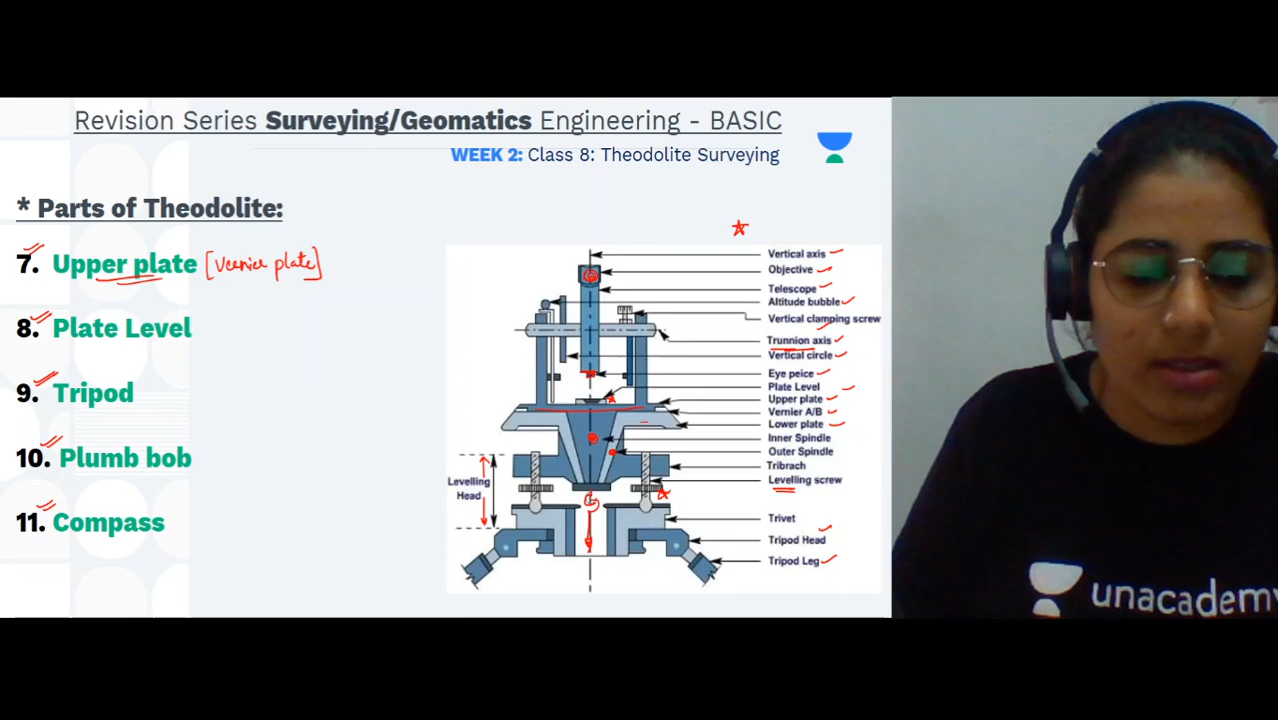 Revision Series Surveying/Geomatics Engineering - BASIC
WEEK 2: Class 8: Theodolite Surveying
* Parts of Theodolite:
7. Upper plate [Vernier plate]
8. Plate Level
9. Tripod
10. Plumb bob
11. Compass
Vertical axis
Objective
Telescope
Altitude bubble
Vertical clamping screw
Trunnion axis
Vertical circle
Eye peice
Plate Level
Upper plate
Vernier A/B
Lower plate
Inner Spindle
Outer Spindle
Tribrach
Levelling screw
Trivet
Tripod Head
Tripod Leg
Levelling
Head
unacademy